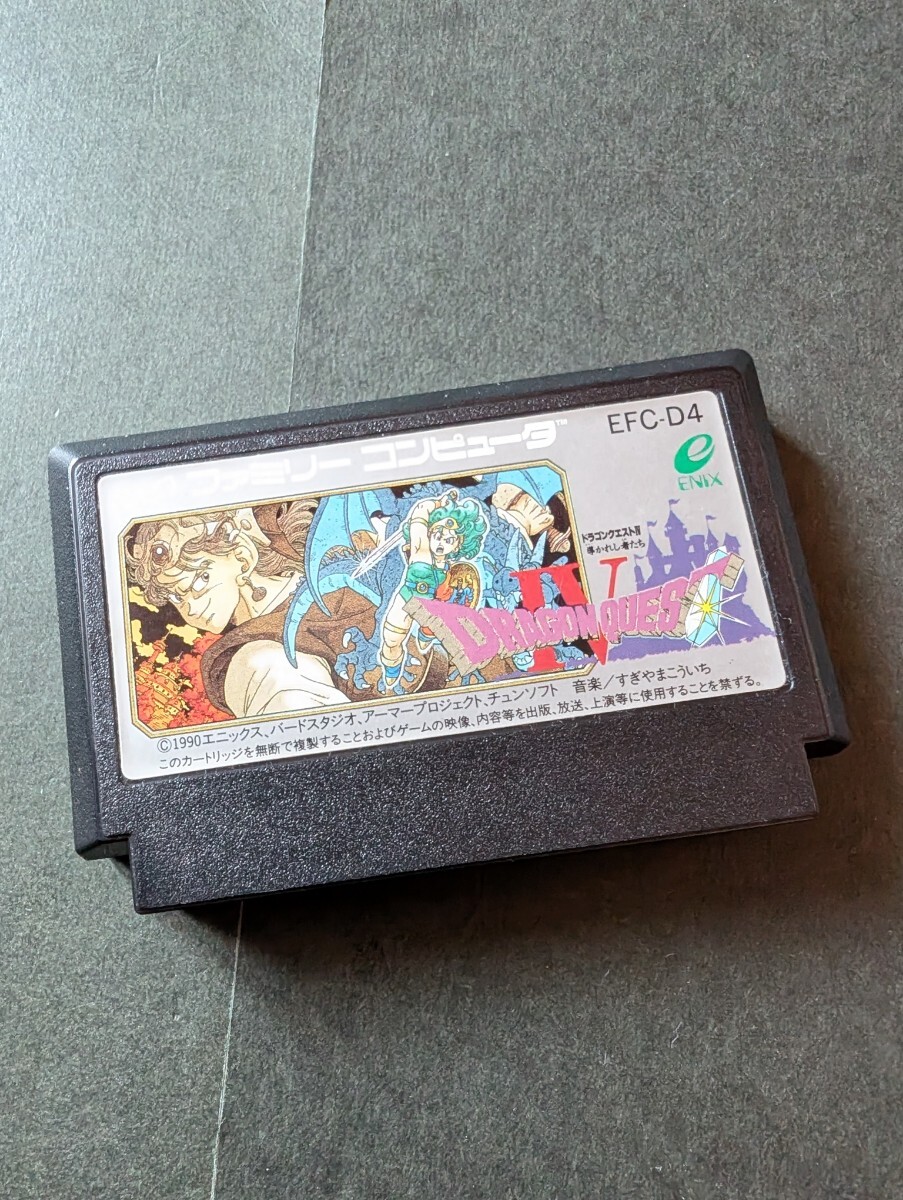 ファミリー コンピュータ™
EFC-D4
ENIX
ドラゴンクエストIV
導かれし者たち
IV
DRAGON QUEST
©1990エニックス、バードスタジオ、アーマープロジェクト、チュンソフト 音楽/すぎやまこういち
このカートリッジを無断で複製することおよびゲームの映像、内容等を出版、放送、上演等に使用することを禁ずる。